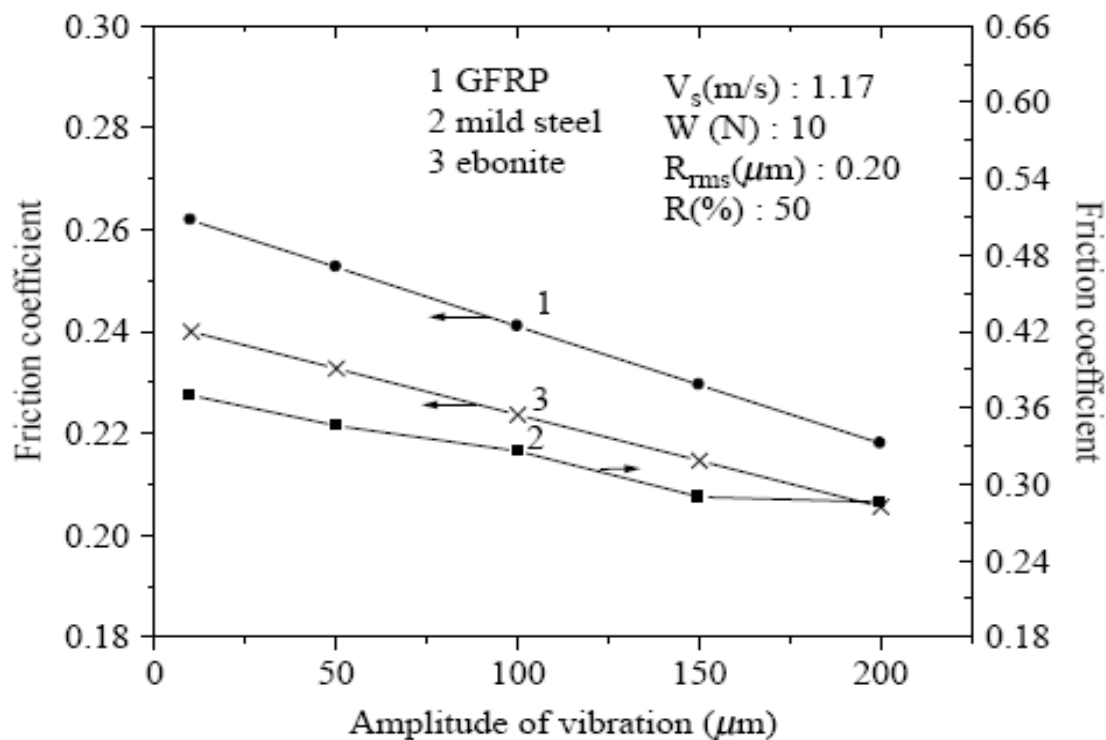 0.30
0.28
0.26
0.24
0.22
0.20
0.18
Friction coefficient
1 GFRP
2 mild steel
3 ebonite
V_s(m/s) : 1.17
W (N) : 10
R_rms(μm) : 0.20
R(%) : 50
1
3
2
0.66
0.60
0.54
0.48
0.42
0.36
0.30
0.24
0.18
Friction coefficient
0 50 100 150 200
Amplitude of vibration (μm)